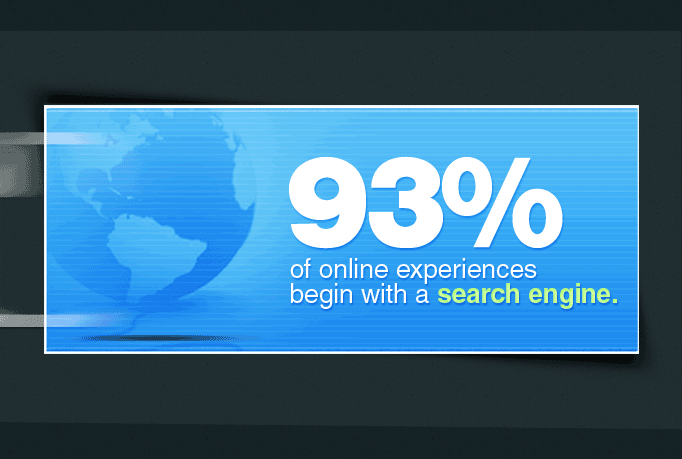 93%
of online experiences
begin with a search engine.